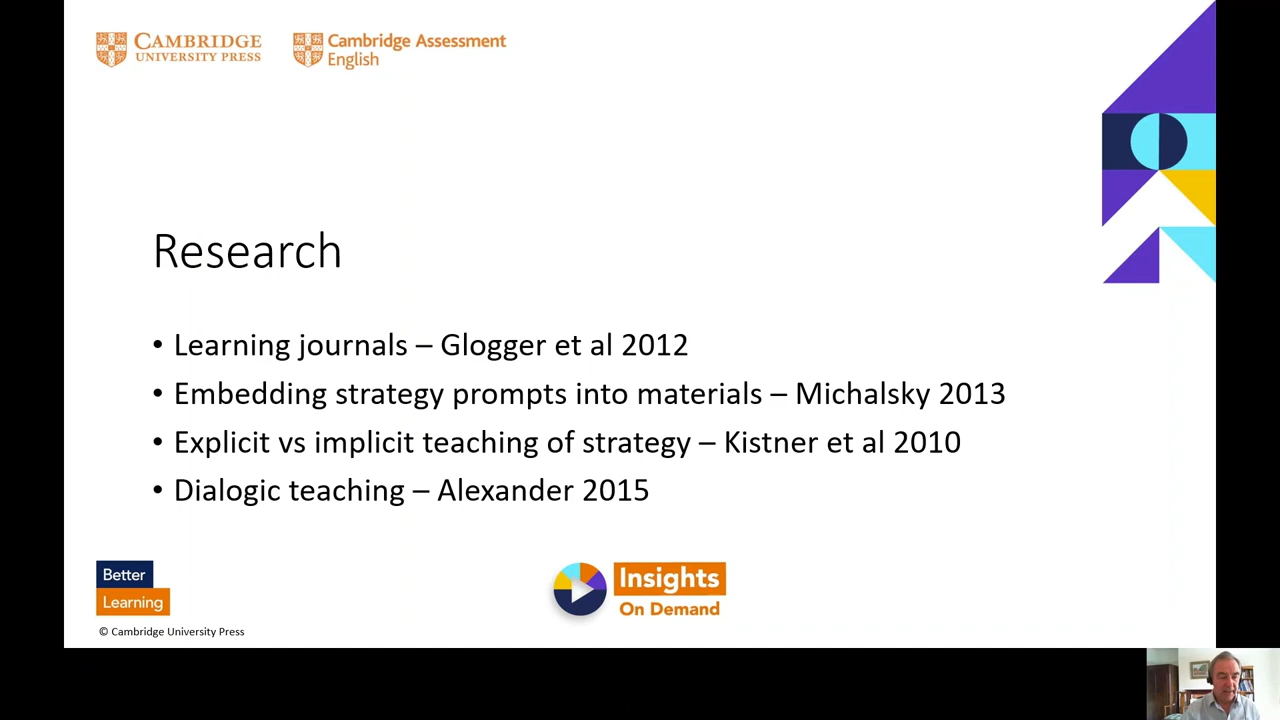 CAMBRIDGE
UNIVERSITY PRESS
Cambridge Assessment
English
Research
• Learning journals – Glogger et al 2012
• Embedding strategy prompts into materials – Michalsky 2013
• Explicit vs implicit teaching of strategy – Kistner et al 2010
• Dialogic teaching – Alexander 2015
Better
Learning
Insights
On Demand
© Cambridge University Press